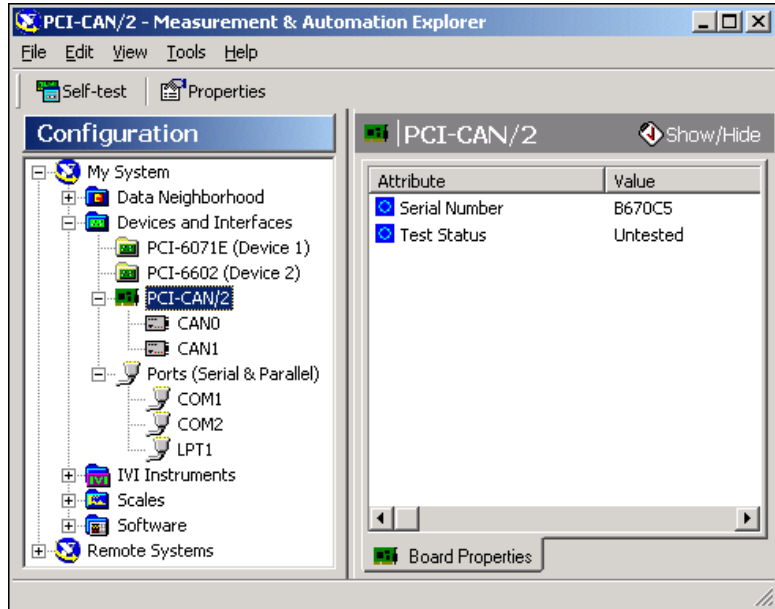 PCI-CAN/2 - Measurement & Automation Explorer
File Edit View Tools Help
Self-test Properties
Configuration
My System
Data Neighborhood
Devices and Interfaces
PCI-6071E (Device 1)
PCI-6602 (Device 2)
PCI-CAN/2
CAN0
CAN1
Ports (Serial & Parallel)
COM1
COM2
LPT1
IVI Instruments
Scales
Software
Remote Systems
PCI-CAN/2 Show/Hide
Attribute Value
Serial Number B670C5
Test Status Untested
Board Properties